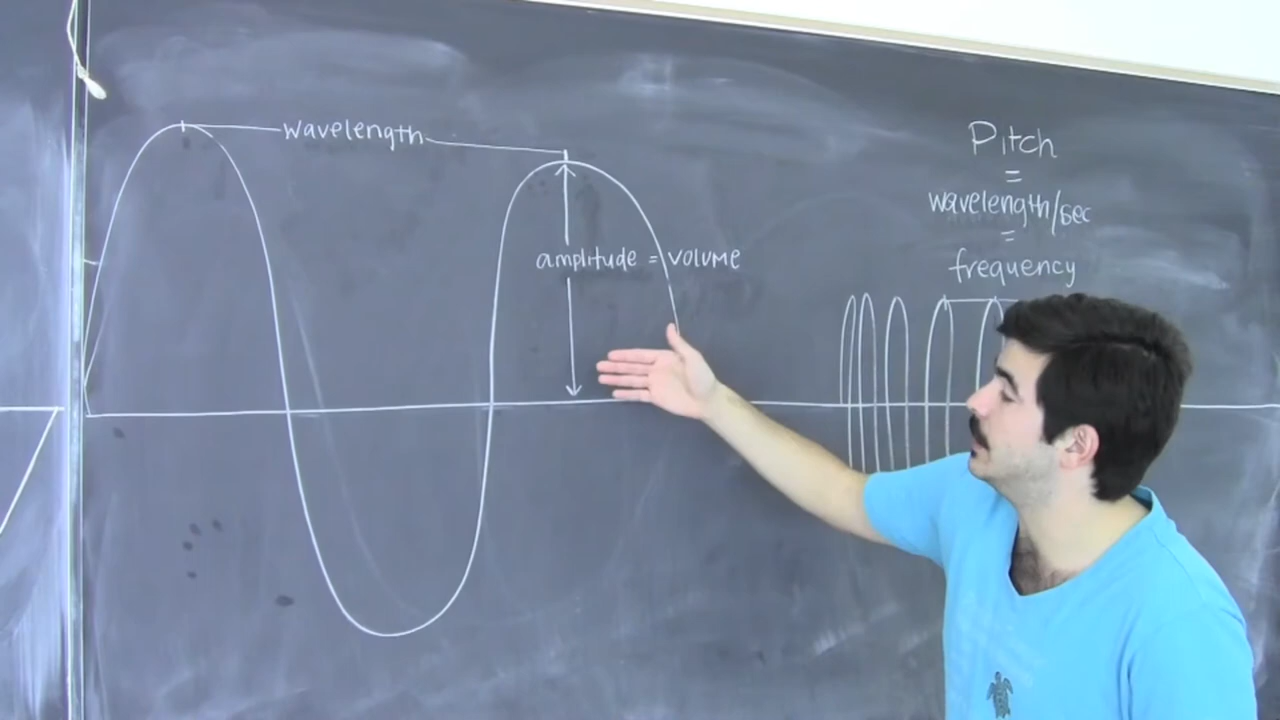 wavelength
amplitude = volume
Pitch
=
wavelength/sec
=
frequency